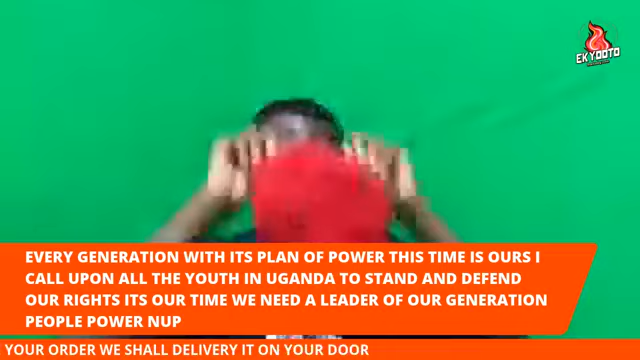 EK YOOTO
EVERY GENERATION WITH ITS PLAN OF POWER THIS TIME IS OURS I
CALL UPON ALL THE YOUTH IN UGANDA TO STAND AND DEFEND
OUR RIGHTS ITS OUR TIME WE NEED A LEADER OF OUR GENERATION
PEOPLE POWER NUP
YOUR ORDER WE SHALL DELIVERY IT ON YOUR DOOR